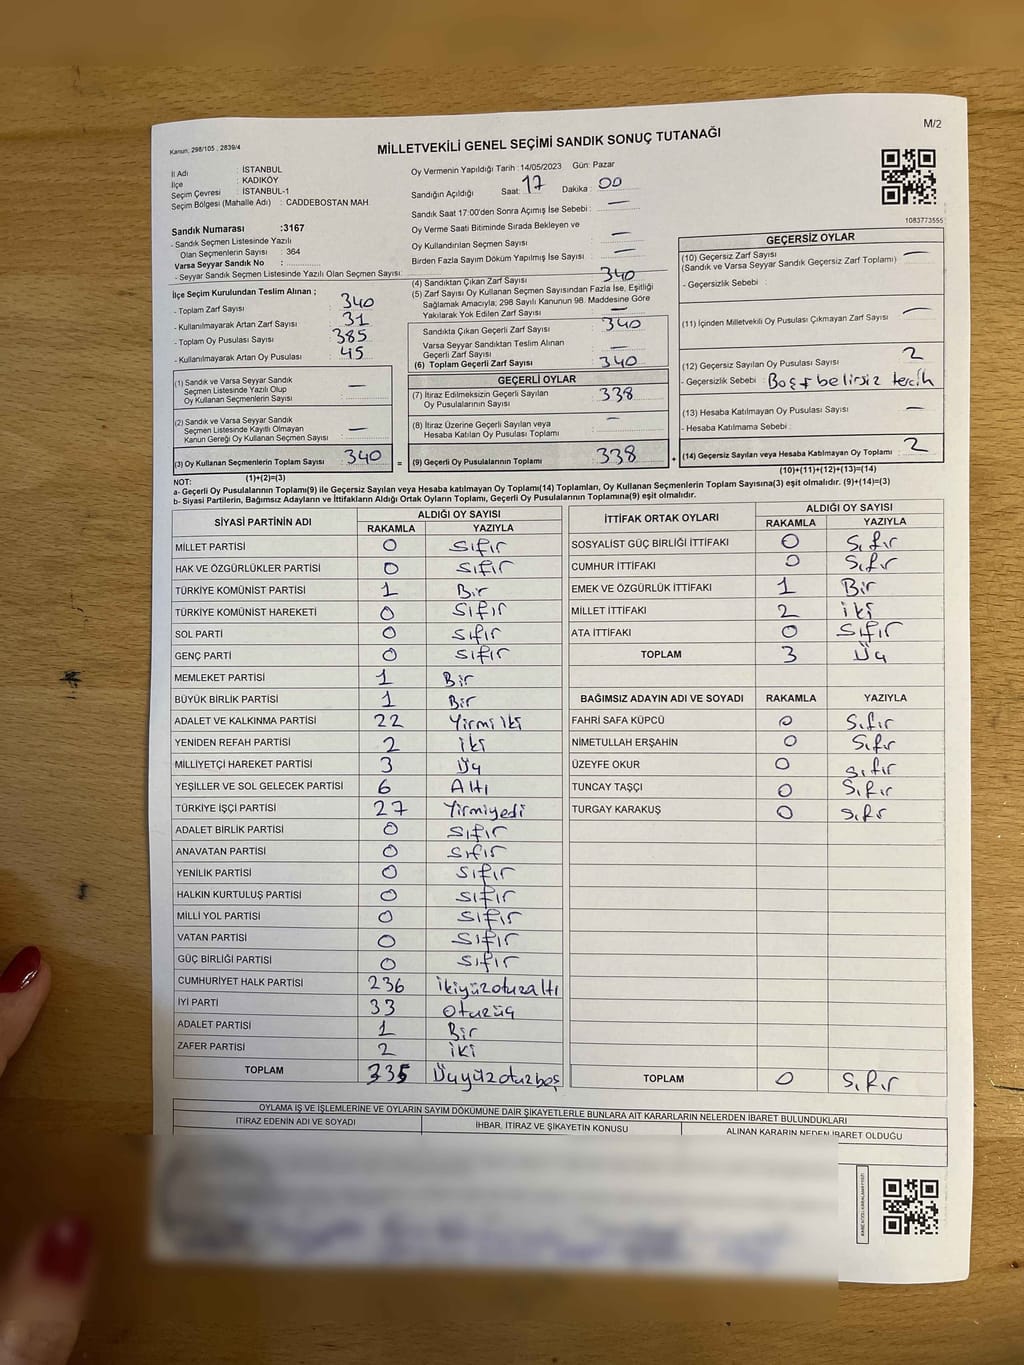 M/2
Kanun, 298/105 , 2839/4
MİLLETVEKİLİ GENEL SEÇİMİ SANDIK SONUÇ TUTANAĞI
İl Adı : İSTANBUL
İlçe : KADIKÖY
Seçim Çevresi : İSTANBUL-1
Seçim Bölgesi (Mahalle Adı) : CADDEBOSTAN MAH
Sandık Numarası :3167
- Sandık Seçmen Listesinde Yazılı
Olan Seçmenlerin Sayısı : 364
Varsa Seyyar Sandık No :
- Seyyar Sandık Seçmen Listesinde Yazılı Olan Seçmen Sayısı:
Oy Vermenin Yapıldığı Tarih : 14/05/2023 Gün: Pazar
Sandığın Açıldığı Saat: 17 Dakika : 00
Sandık Saat 17:00'den Sonra Açılmış İse Sebebi : —
Oy Verme Saati Bitiminde Sırada Bekleyen ve
Oy Kullandırılan Seçmen Sayısı : —
Birden Fazla Sayım Döküm Yapılmış İse Sayısı : —
1083773555
İlçe Seçim Kurulundan Teslim Alınan ;
- Toplam Zarf Sayısı : 340
- Kullanılmayarak Artan Zarf Sayısı : 31
- Toplam Oy Pusulası Sayısı : 385
- Kullanılmayarak Artan Oy Pusulası : 45
(1) Sandık ve Varsa Seyyar Sandık
Seçmen Listesinde Yazılı Olup
Oy Kullanan Seçmenlerin Sayısı : —
(2) Sandık ve Varsa Seyyar Sandık
Seçmen Listesinde Kayıtlı Olmayan
Kanun Gereği Oy Kullanan Seçmen Sayısı : —
(3) Oy Kullanan Seçmenlerin Toplam Sayısı : 340
(1)+(2)=(3)
(4) Sandıktan Çıkan Zarf Sayısı : 340
(5) Zarf Sayısı Oy Kullanan Seçmen Sayısından Fazla İse, Eşitliği
Sağlamak Amacıyla; 298 Sayılı Kanunun 98. Maddesine Göre
Yakılarak Yok Edilen Zarf Sayısı : —
Sandıkta Çıkan Geçerli Zarf Sayısı : 340
Varsa Seyyar Sandıktan Teslim Alınan
Geçerli Zarf Sayısı : —
(6) Toplam Geçerli Zarf Sayısı : 340
GEÇERLİ OYLAR
(7) İtiraz Edilmeksizin Geçerli Sayılan
Oy Pusulalarının Sayısı : 338
(8) İtiraz Üzerine Geçerli Sayılan veya
Hesaba Katılan Oy Pusulası Toplamı : —
= (9) Geçerli Oy Pusulalarının Toplamı : 338 +
GEÇERSİZ OYLAR
(10) Geçersiz Zarf Sayısı : —
(Sandık ve Varsa Seyyar Sandık Geçersiz Zarf Toplamı)
- Geçersizlik Sebebi :
(11) İçinden Milletvekili Oy Pusulası Çıkmayan Zarf Sayısı : —
(12) Geçersiz Sayılan Oy Pusulası Sayısı : 2
- Geçersizlik Sebebi : Boş + belirsiz tercih
(13) Hesaba Katılmayan Oy Pusulası Sayısı : —
- Hesaba Katılmama Sebebi :
(14) Geçersiz Sayılan veya Hesaba Katılmayan Oy Toplamı : 2
(10)+(11)+(12)+(13)=(14)
NOT:
a- Geçerli Oy Pusulalarının Toplamı(9) ile Geçersiz Sayılan veya Hesaba katılmayan Oy Toplamı(14) Toplamları, Oy Kullanan Seçmenlerin Toplam Sayısına(3) eşit olmalıdır. (9)+(14)=(3)
b- Siyasi Partilerin, Bağımsız Adayların ve İttifakların Aldığı Ortak Oyların Toplamı, Geçerli Oy Pusulalarının Toplamına(9) eşit olmalıdır.
SİYASİ PARTİNİN ADI ALDIĞI OY SAYISI
RAKAMLA YAZIYLA
MİLLET PARTİSİ 0 Sıfır
HAK VE ÖZGÜRLÜKLER PARTİSİ 0 Sıfır
TÜRKİYE KOMÜNİST PARTİSİ 1 Bir
TÜRKİYE KOMÜNİST HAREKETİ 0 Sıfır
SOL PARTİ 0 Sıfır
GENÇ PARTİ 0 Sıfır
MEMLEKET PARTİSİ 1 Bir
BÜYÜK BİRLİK PARTİSİ 1 Bir
ADALET VE KALKINMA PARTİSİ 22 Yirmi iki
YENİDEN REFAH PARTİSİ 2 iki
MİLLİYETÇİ HAREKET PARTİSİ 3 Üç
YEŞİLLER VE SOL GELECEK PARTİSİ 6 Altı
TÜRKİYE İŞÇİ PARTİSİ 27 Yirmiyedi
ADALET BİRLİK PARTİSİ 0 Sıfır
ANAVATAN PARTİSİ 0 Sıfır
YENİLİK PARTİSİ 0 Sıfır
HALKIN KURTULUŞ PARTİSİ 0 Sıfır
MİLLİ YOL PARTİSİ 0 Sıfır
VATAN PARTİSİ 0 Sıfır
GÜÇ BİRLİĞİ PARTİSİ 0 Sıfır
CUMHURİYET HALK PARTİSİ 236 ikiyüzotuzaltı
İYİ PARTİ 33 Otuzüç
ADALET PARTİSİ 1 Bir
ZAFER PARTİSİ 2 iki
TOPLAM 335 Üçyüzotuzbeş
İTTİFAK ORTAK OYLARI ALDIĞI OY SAYISI
RAKAMLA YAZIYLA
SOSYALİST GÜÇ BİRLİĞİ İTTİFAKI 0 Sıfır
CUMHUR İTTİFAKI 0 Sıfır
EMEK VE ÖZGÜRLÜK İTTİFAKI 1 Bir
MİLLET İTTİFAKI 2 iki
ATA İTTİFAKI 0 Sıfır
TOPLAM 3 Üç
BAĞIMSIZ ADAYIN ADI VE SOYADI RAKAMLA YAZIYLA
FAHRİ SAFA KÜPCÜ 0 Sıfır
NİMETULLAH ERŞAHİN 0 Sıfır
ÜZEYFE OKUR 0 sıfır
TUNCAY TAŞÇI 0 Sıfır
TURGAY KARAKUŞ 0 sıfır
TOPLAM 0 Sıfır
OYLAMA İŞ VE İŞLEMLERİNE VE OYLARIN SAYIM DÖKÜMÜNE DAİR ŞİKAYETLERLE BUNLARA AİT KARARLARIN NELERDEN İBARET BULUNDUKLARI
İTİRAZ EDENİN ADI VE SOYADI İHBAR, İTİRAZ VE ŞİKAYETİN KONUSU ALINAN KARARIN NEDEN İBARET OLDUĞU